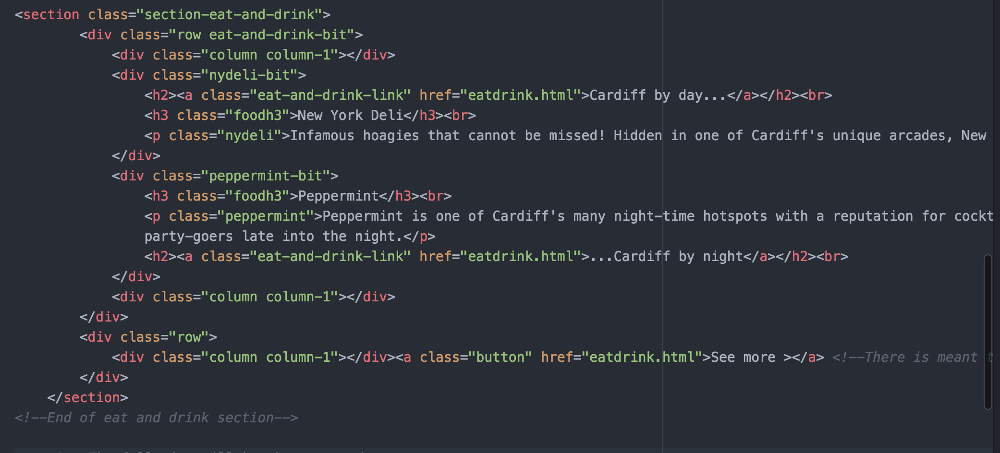 <section class="section-eat-and-drink">
<div class="row eat-and-drink-bit">
<div class="column column-1"></div>
<div class="nydeli-bit">
<h2><a class="eat-and-drink-link" href="eatdrink.html">Cardiff by day...</a></h2><br>
<h3 class="foodh3">New York Deli</h3><br>
<p class="nydeli">Infamous hoagies that cannot be missed! Hidden in one of Cardiff's unique arcades, New
</div>
<div class="peppermint-bit">
<h3 class="foodh3">Peppermint</h3><br>
<p class="peppermint">Peppermint is one of Cardiff's many night-time hotspots with a reputation for cockt
party-goers late into the night.</p>
<h2><a class="eat-and-drink-link" href="eatdrink.html">...Cardiff by night</a></h2><br>
</div>
<div class="column column-1"></div>
</div>
<div class="row">
<div class="column column-1"></div><a class="button" href="eatdrink.html">See more ></a> <!--There is meant t
</div>
</section>
<!--End of eat and drink section-->